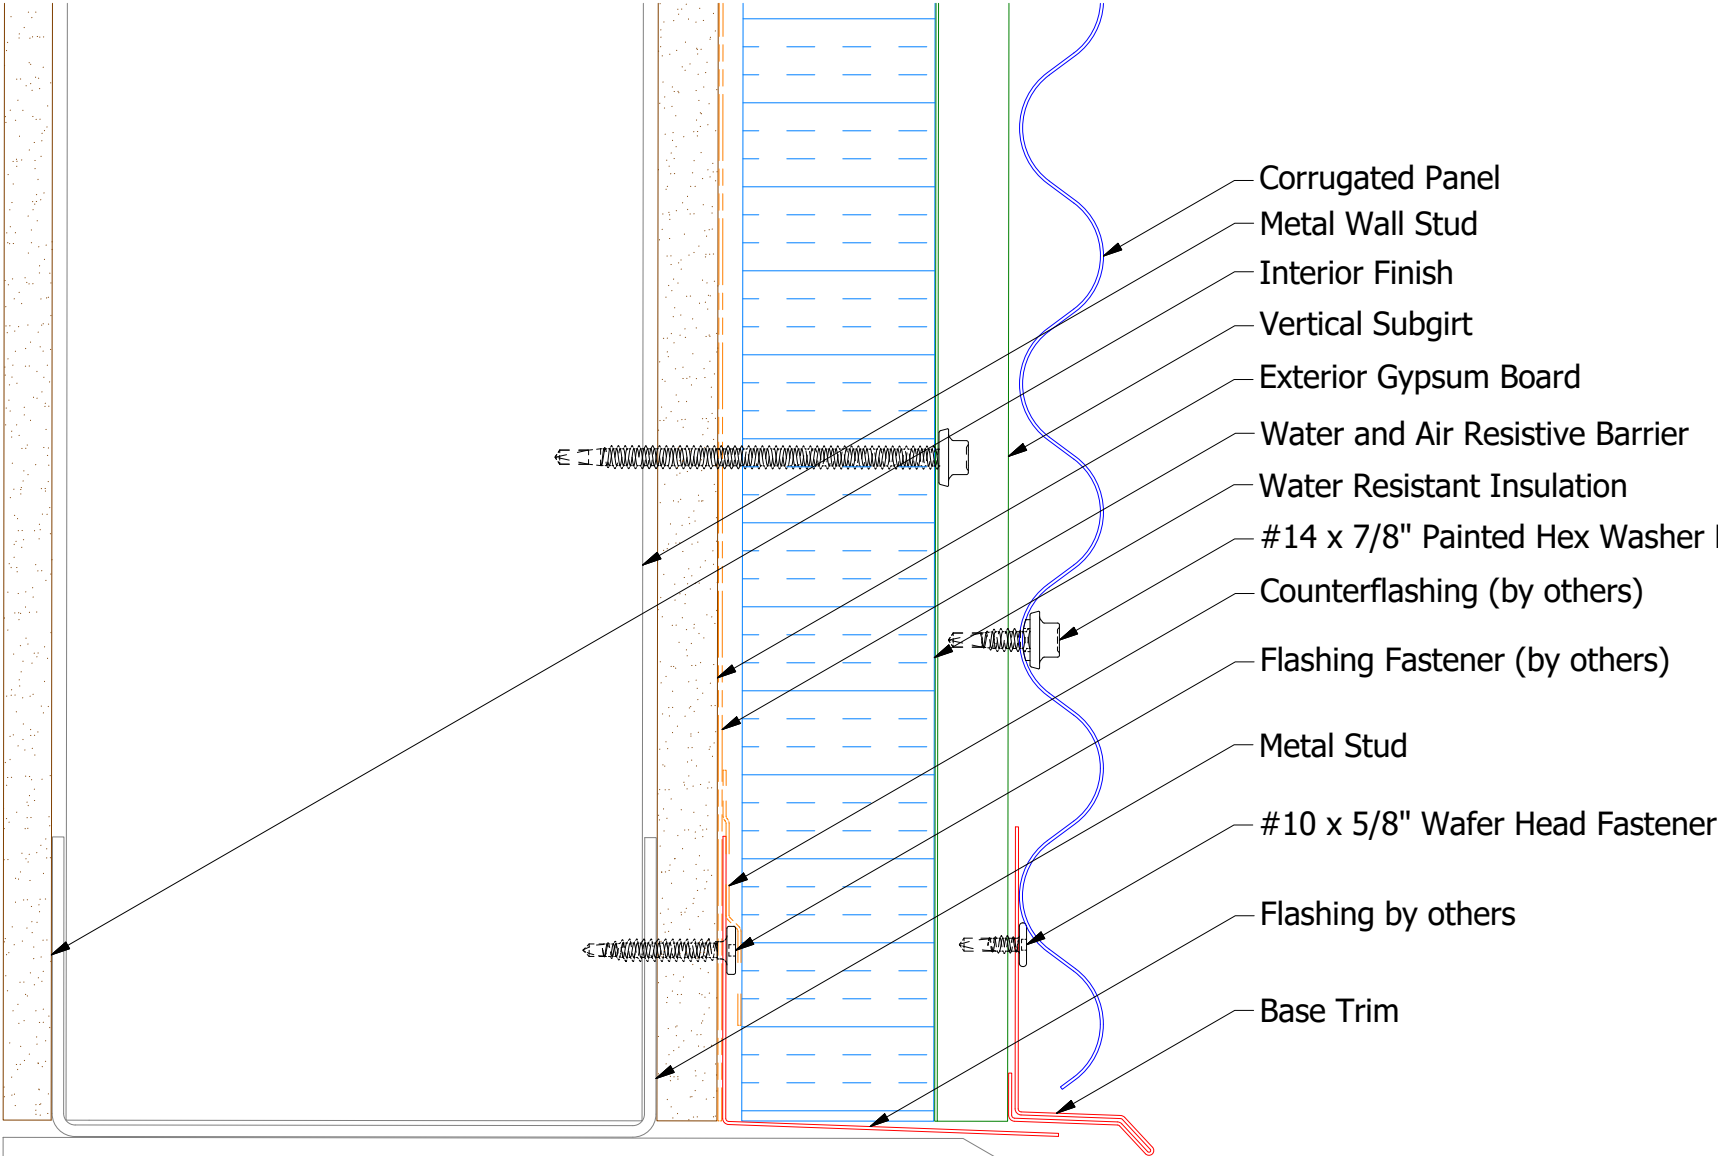 Corrugated Panel
Metal Wall Stud
Interior Finish
Vertical Subgirt
Exterior Gypsum Board
Water and Air Resistive Barrier
Water Resistant Insulation
#14 x 7/8" Painted Hex Washer
Counterflashing (by others)
Flashing Fastener (by others)
Metal Stud
#10 x 5/8" Wafer Head Fastener
Flashing by others
Base Trim